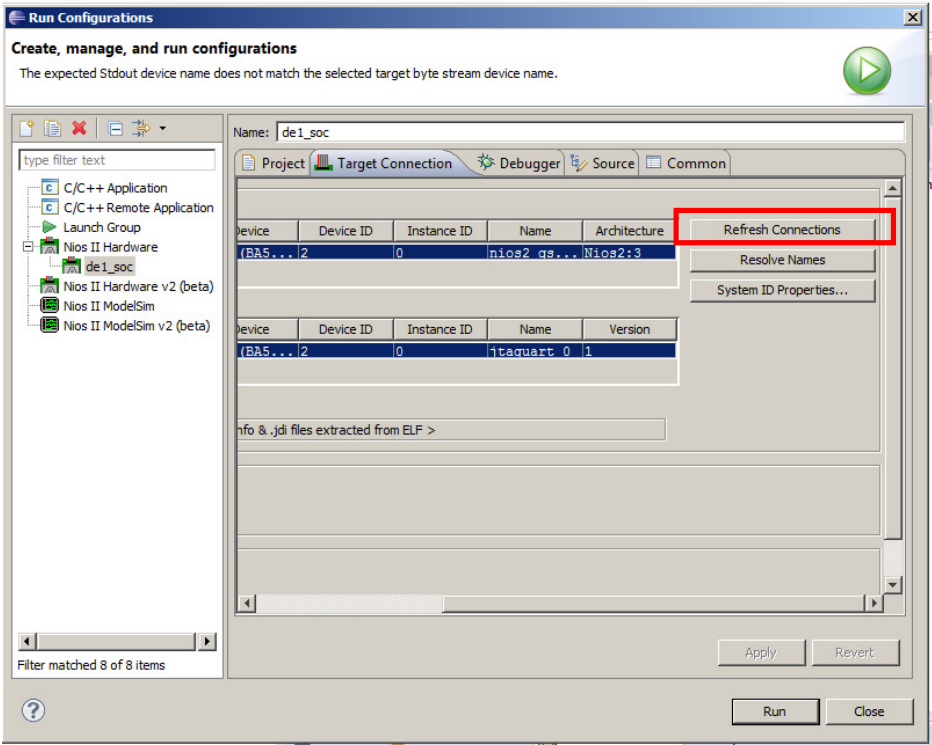 Run Configurations
Create, manage, and run configurations
The expected Stdout device name does not match the selected target byte stream device name.
Name: de1_soc
type filter text
Project Target Connection Debugger Source Common
C/C++ Application
C/C++ Remote Application
Launch Group
Nios II Hardware
de1_soc
Nios II Hardware v2 (beta)
Nios II ModelSim
Nios II ModelSim v2 (beta)
Device Device ID Instance ID Name Architecture
(BA5... 2 0 nios2_qs... Nios2:3
Refresh Connections
Resolve Names
System ID Properties...
Device Device ID Instance ID Name Version
(BA5... 2 0 jtaguart_0 1
nfo & .jdi files extracted from ELF >
Filter matched 8 of 8 items
Apply Revert
?
Run Close